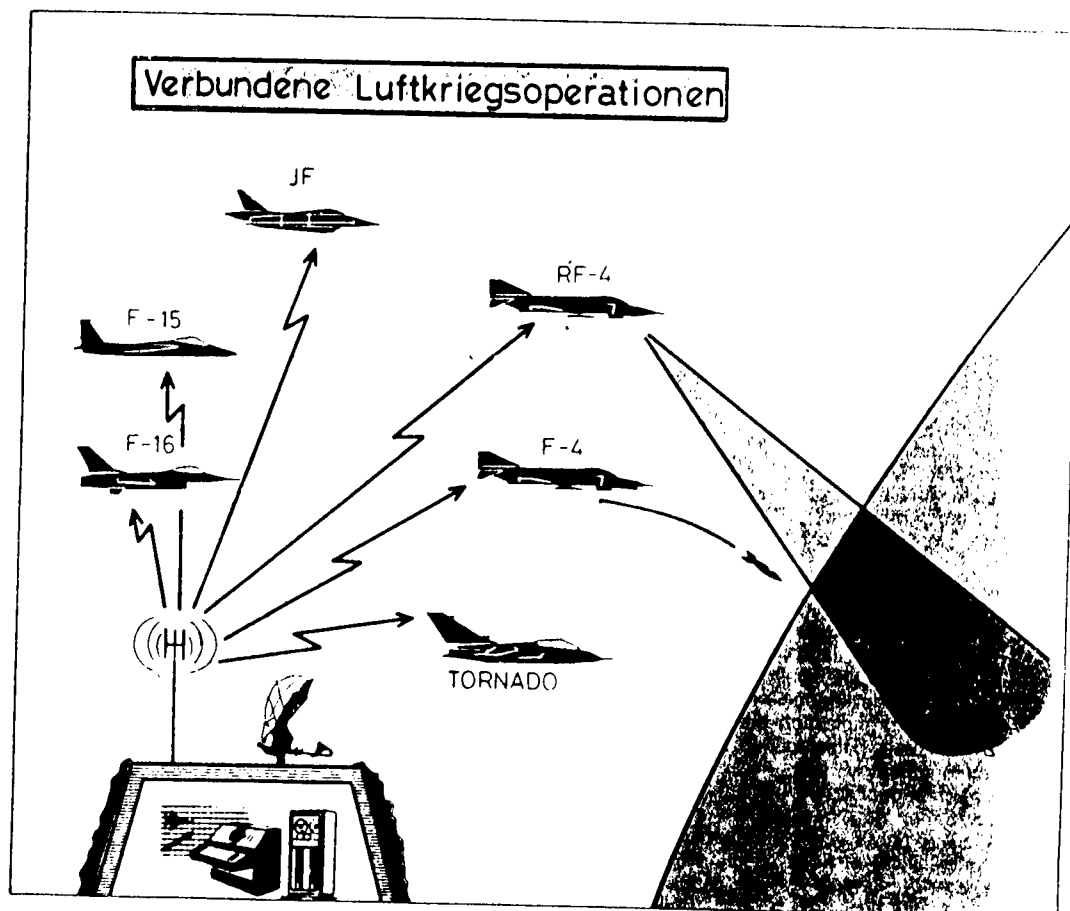 Verbundene Luftkriegsoperationen
JF
RF-4
F-15
F-16
F-4
TORNADO